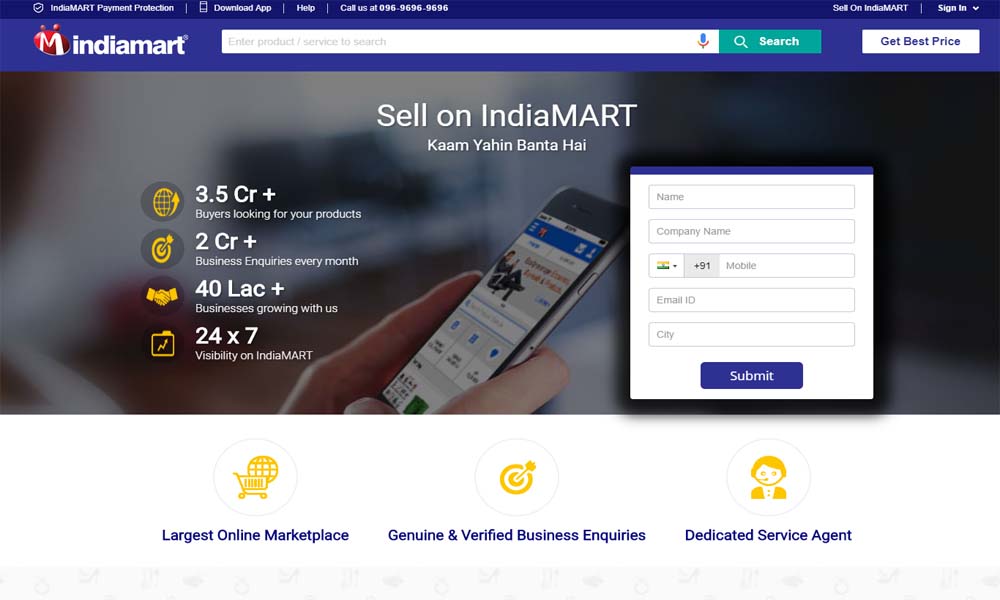 IndiaMART Payment Protection
Download App
Help
Call us at 096-9696-9696
Sell On IndiaMART
Sign In
M indiamart
Enter product / service to search
Search
Get Best Price
Sell on IndiaMART
Kaam Yahin Banta Hai
3.5 Cr +
Buyers looking for your products
2 Cr +
Business Enquiries every month
40 Lac +
Businesses growing with us
24 x 7
Visibility on IndiaMART
Name
Company Name
+91 Mobile
Email ID
City
Submit
Largest Online Marketplace
Genuine & Verified Business Enquiries
Dedicated Service Agent